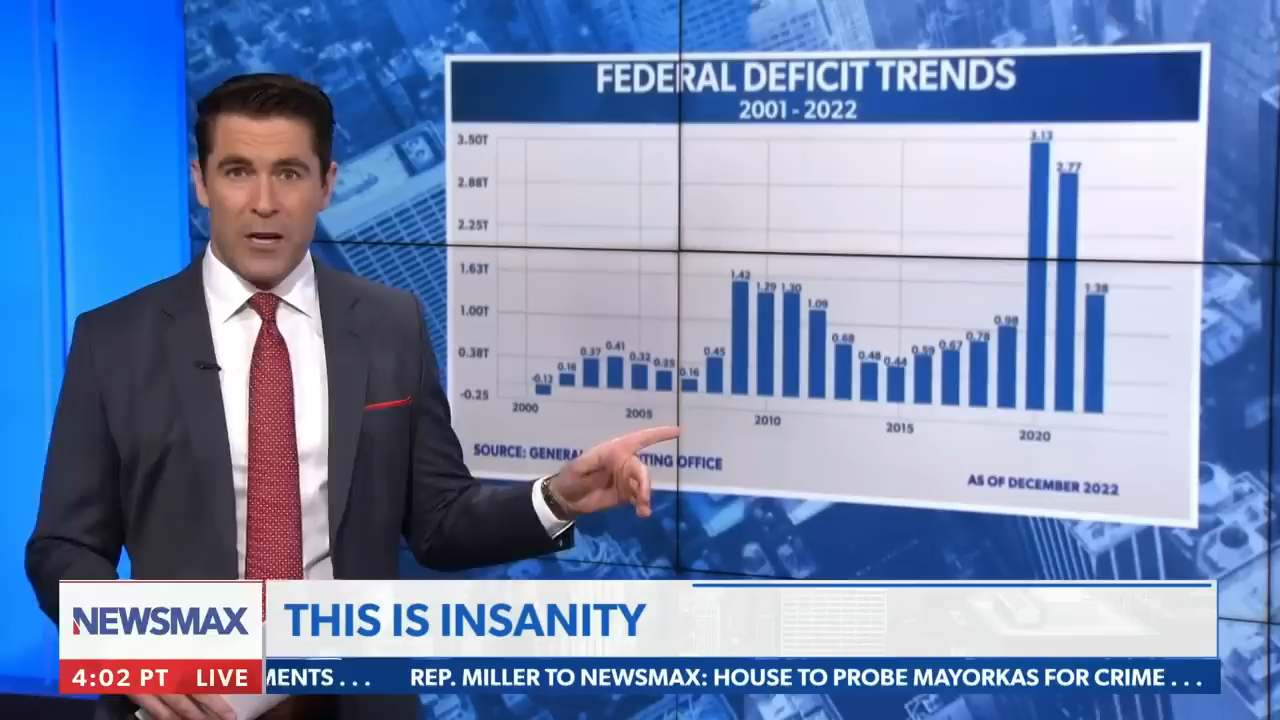 FEDERAL DEFICIT TRENDS
2001 - 2022
3.50T
2.88T
2.25T
1.63T
1.00T
0.38T
-0.25
-0.13
0.16
0.37
0.41
0.32
0.25
0.16
0.45
1.42
1.29
1.30
1.09
0.68
0.48
0.44
0.59
0.67
0.78
0.98
3.13
2.77
1.38
2000
2005
2010
2015
2020
SOURCE: GENERA
TING OFFICE
AS OF DECEMBER 2022
NEWSMAX
THIS IS INSANITY
4:02 PT LIVE
MENTS . . . REP. MILLER TO NEWSMAX: HOUSE TO PROBE MAYORKAS FOR CRIME . . .